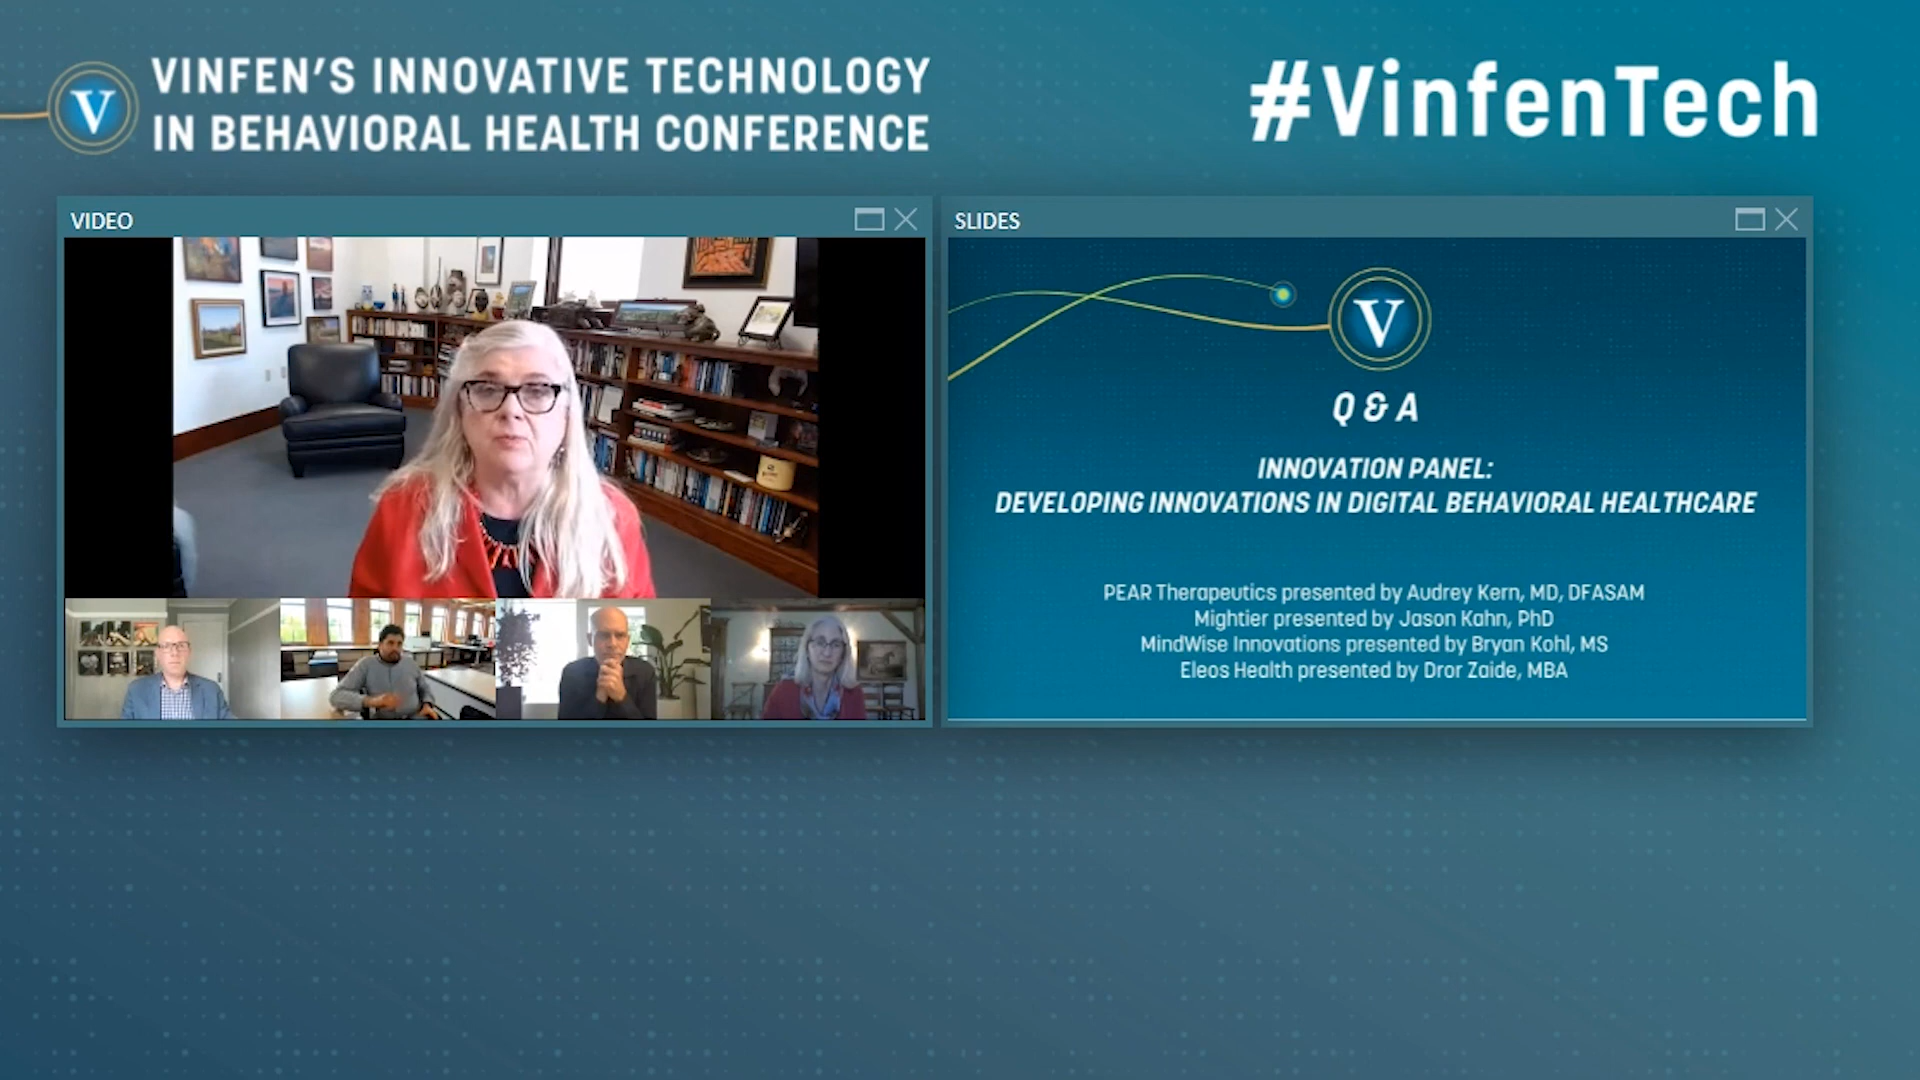 V
VINFEN'S INNOVATIVE TECHNOLOGY
IN BEHAVIORAL HEALTH CONFERENCE
#VinfenTech
VIDEO
SLIDES
V
Q & A
INNOVATION PANEL:
DEVELOPING INNOVATIONS IN DIGITAL BEHAVIORAL HEALTHCARE
PEAR Therapeutics presented by Audrey Kern, MD, DFASAM
Mightier presented by Jason Kahn, PhD
MindWise Innovations presented by Bryan Kohl, MS
Eleos Health presented by Dror Zaide, MBA